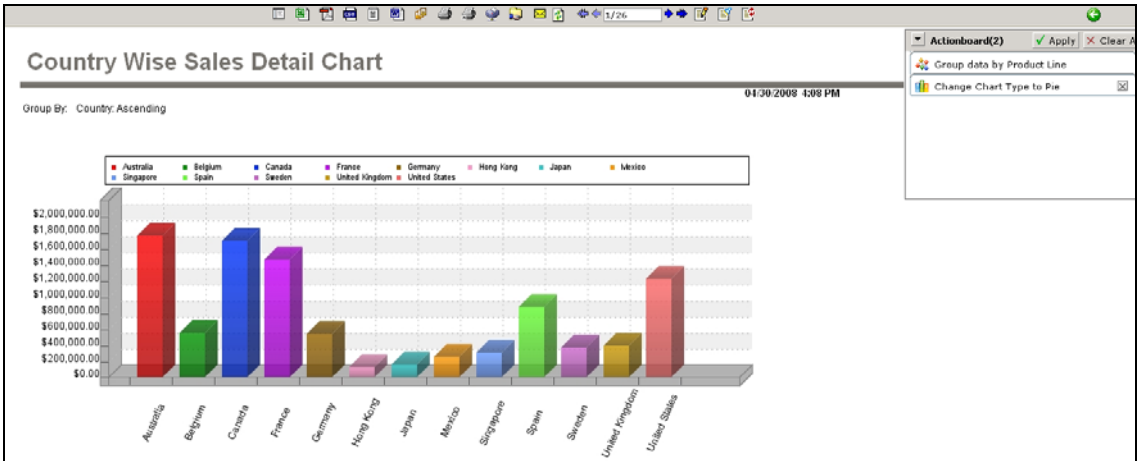 1/26
Actionboard(2) Apply Clear A
Country Wise Sales Detail Chart
Group data by Product Line
Change Chart Type to Pie
04/30/2008 4:08 PM
Group By: Country: Ascending
Australia Belgium Canada France Germany Hong Kong Japan Mexico
Singapore Spain Sweden United Kingdom United States
$2,000,000.00
$1,800,000.00
$1,600,000.00
$1,400,000.00
$1,200,000.00
$1,000,000.00
$800,000.00
$600,000.00
$400,000.00
$200,000.00
$0.00
Australia
Belgium
Canada
France
Germany
Hong Kong
Japan
Mexico
Singapore
Spain
Sweden
United Kingdom
United States